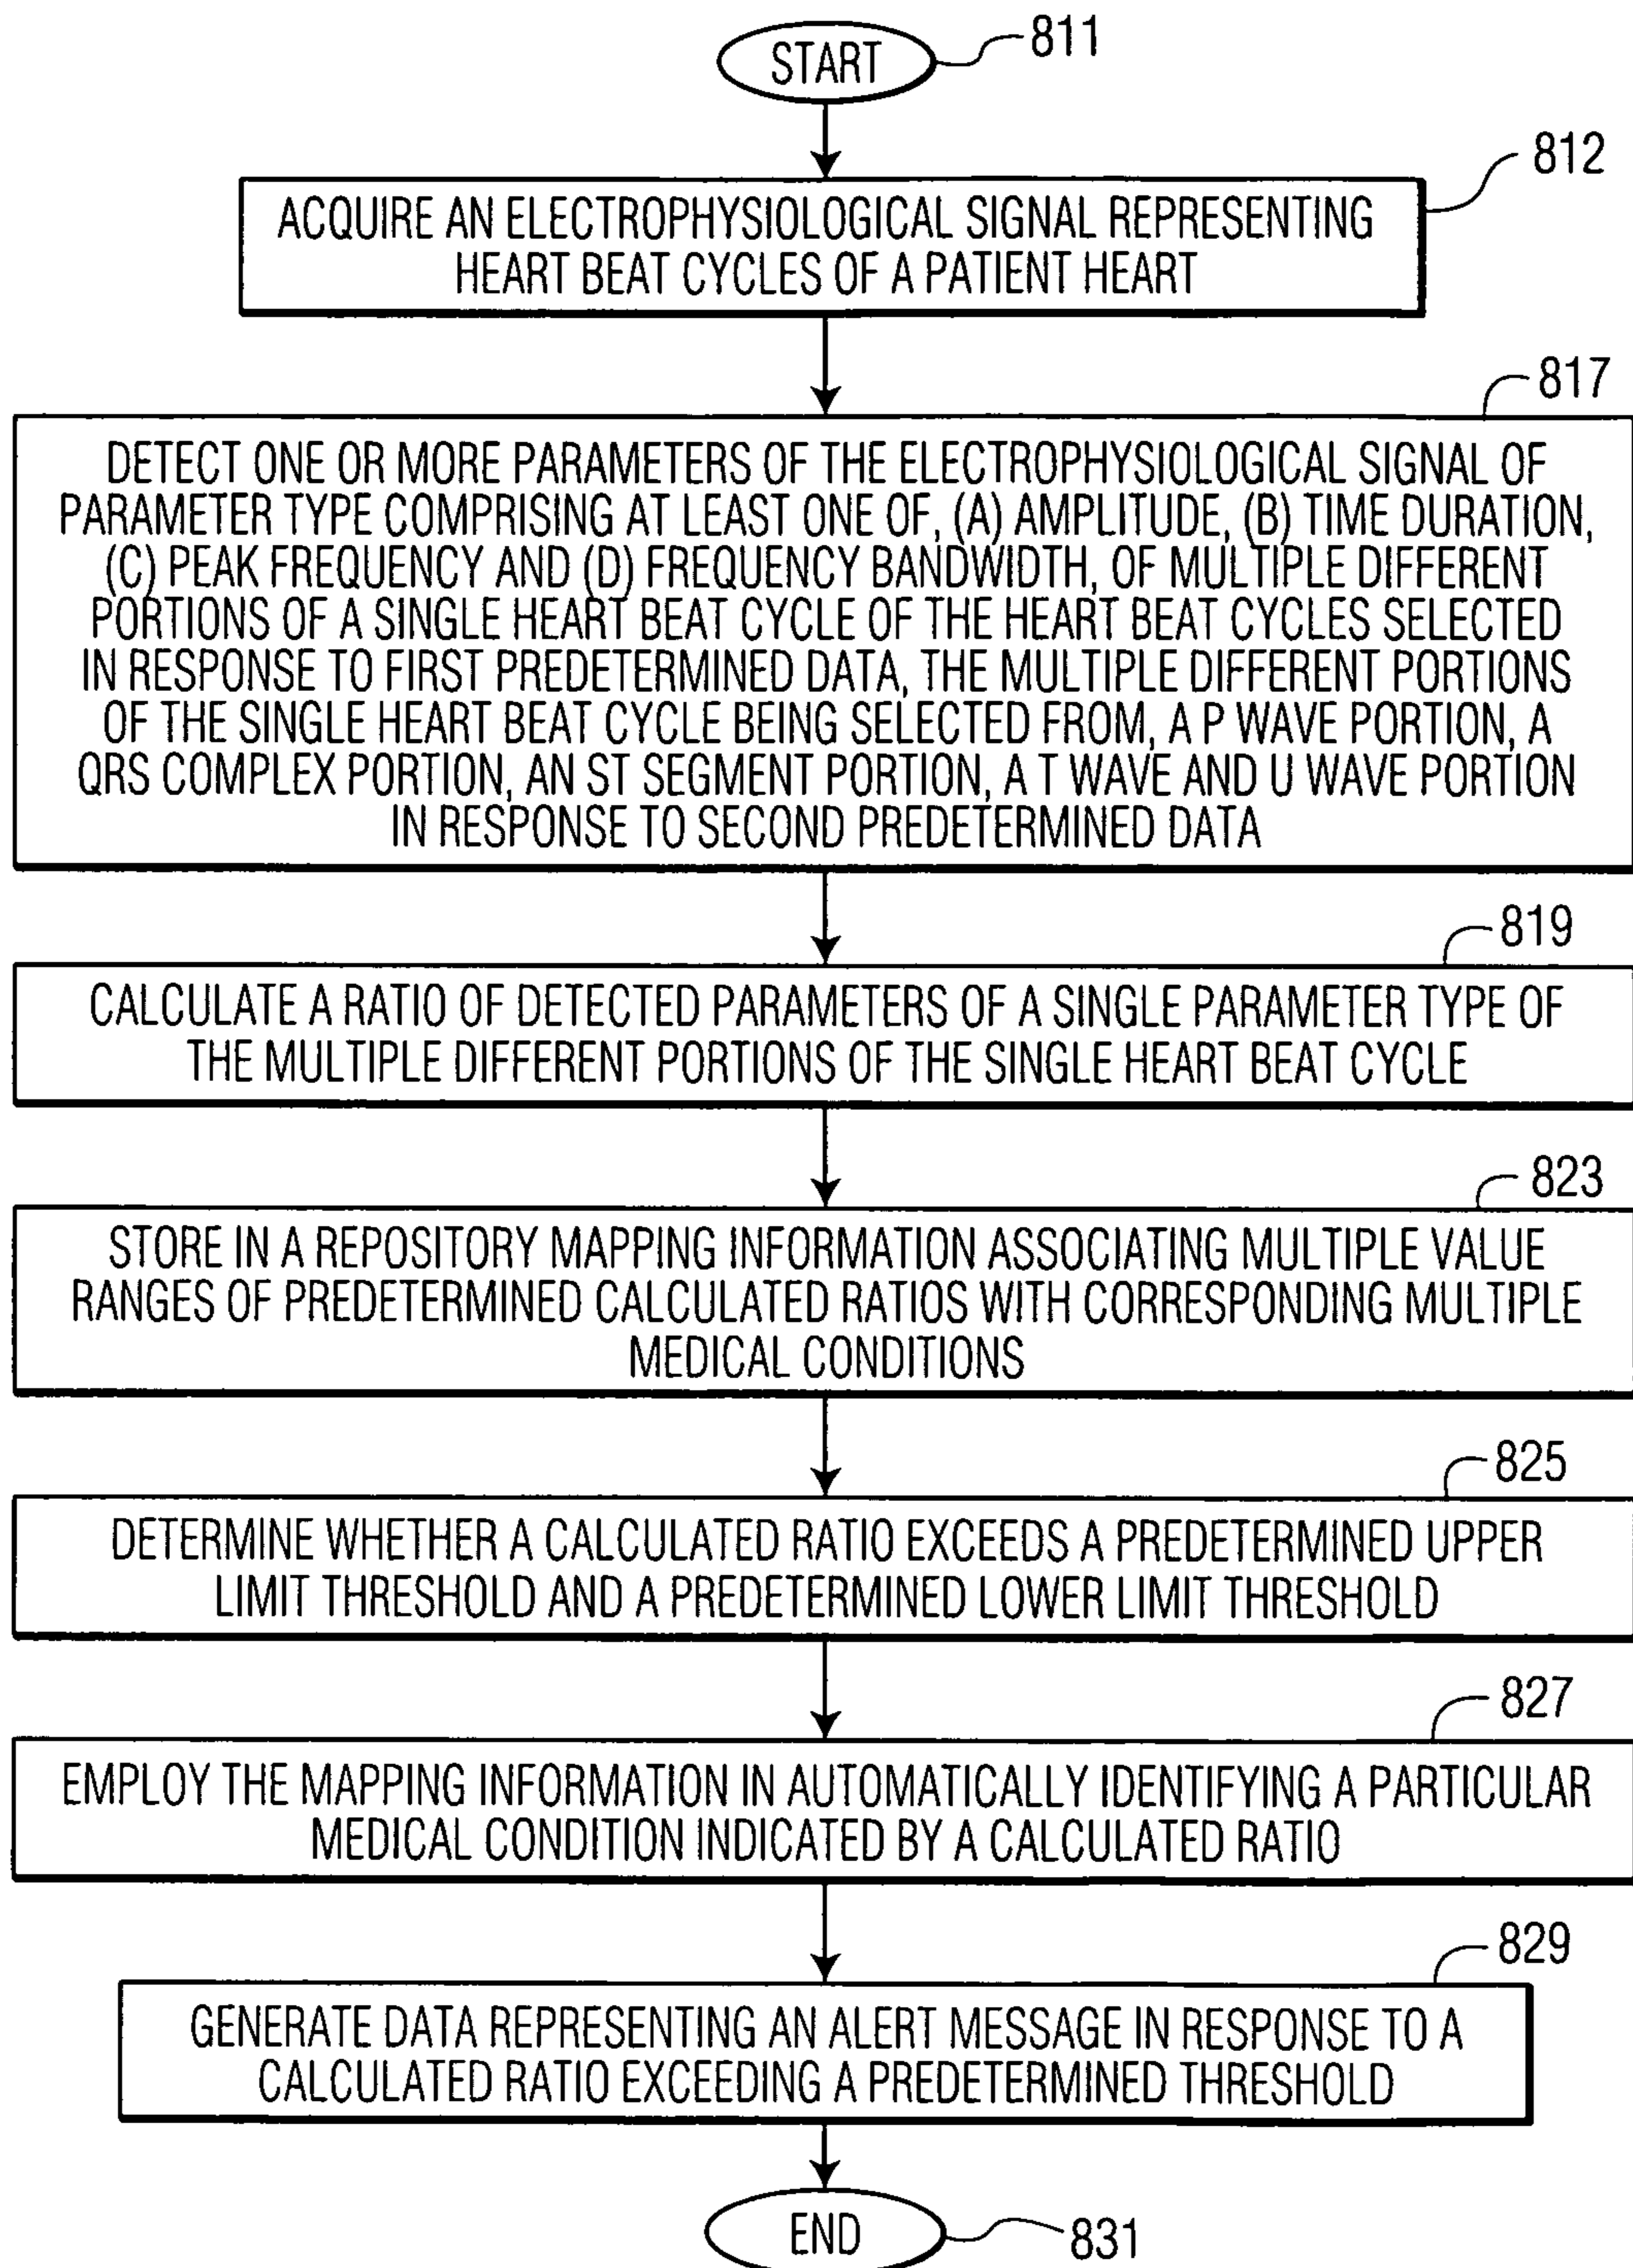 START
811
812
ACQUIRE AN ELECTROPHYSIOLOGICAL SIGNAL REPRESENTING
HEART BEAT CYCLES OF A PATIENT HEART
817
DETECT ONE OR MORE PARAMETERS OF THE ELECTROPHYSIOLOGICAL SIGNAL OF
PARAMETER TYPE COMPRISING AT LEAST ONE OF, (A) AMPLITUDE, (B) TIME DURATION,
(C) PEAK FREQUENCY AND (D) FREQUENCY BANDWIDTH, OF MULTIPLE DIFFERENT
PORTIONS OF A SINGLE HEART BEAT CYCLE OF THE HEART BEAT CYCLES SELECTED
IN RESPONSE TO FIRST PREDETERMINED DATA, THE MULTIPLE DIFFERENT PORTIONS
OF THE SINGLE HEART BEAT CYCLE BEING SELECTED FROM, A P WAVE PORTION, A
QRS COMPLEX PORTION, AN ST SEGMENT PORTION, A T WAVE AND U WAVE PORTION
IN RESPONSE TO SECOND PREDETERMINED DATA
819
CALCULATE A RATIO OF DETECTED PARAMETERS OF A SINGLE PARAMETER TYPE OF
THE MULTIPLE DIFFERENT PORTIONS OF THE SINGLE HEART BEAT CYCLE
823
STORE IN A REPOSITORY MAPPING INFORMATION ASSOCIATING MULTIPLE VALUE
RANGES OF PREDETERMINED CALCULATED RATIOS WITH CORRESPONDING MULTIPLE
MEDICAL CONDITIONS
825
DETERMINE WHETHER A CALCULATED RATIO EXCEEDS A PREDETERMINED UPPER
LIMIT THRESHOLD AND A PREDETERMINED LOWER LIMIT THRESHOLD
827
EMPLOY THE MAPPING INFORMATION IN AUTOMATICALLY IDENTIFYING A PARTICULAR
MEDICAL CONDITION INDICATED BY A CALCULATED RATIO
829
GENERATE DATA REPRESENTING AN ALERT MESSAGE IN RESPONSE TO A
CALCULATED RATIO EXCEEDING A PREDETERMINED THRESHOLD
END
831